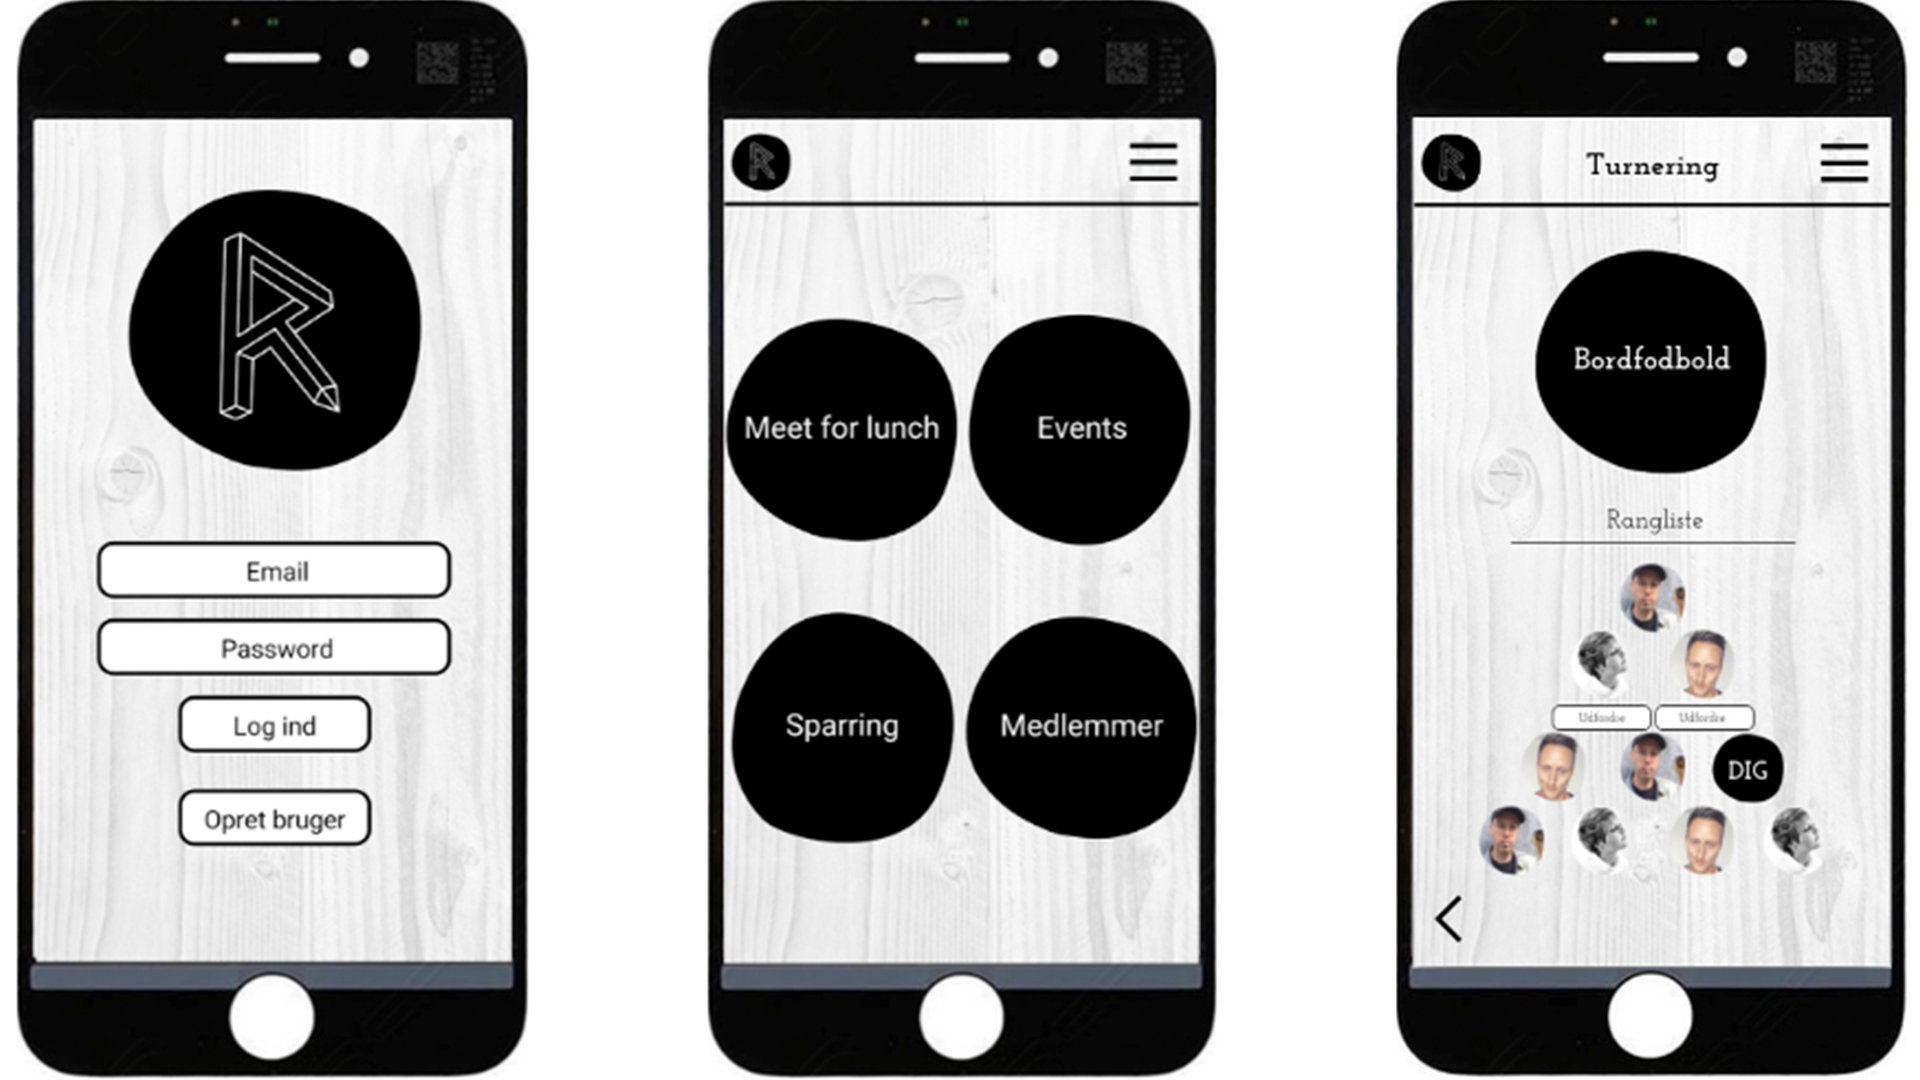 R
Email
Password
Log ind
Opret bruger
R
Meet for lunch
Events
Sparring
Medlemmer
R
Turnering
Bordfodbold
Rangliste
Udfordre
Udfordre
DIG